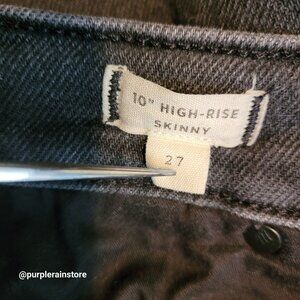 10" HIGH-RISE
SKINNY
27
@purplerainstore